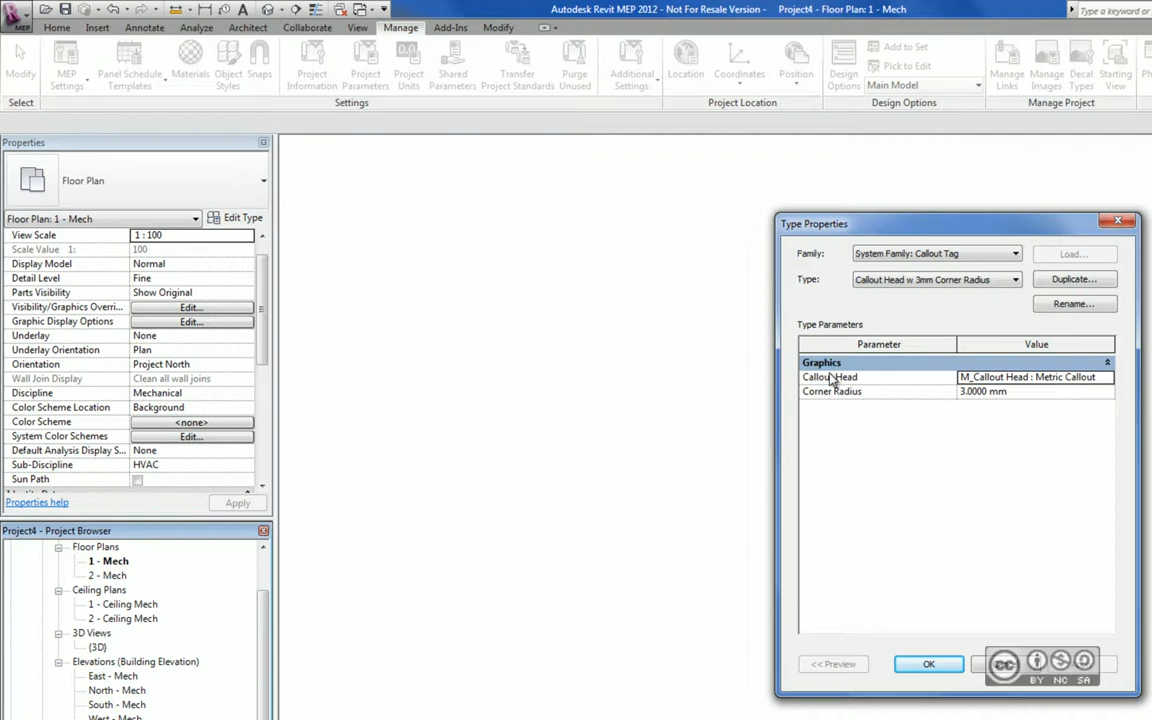 Autodesk Revit MEP 2012 - Not For Resale Version - Project4 - Floor Plan: 1 - Mech
Type a keyword or
MEP
Home Insert Annotate Analyze Architect Collaborate View Manage Add-Ins Modify
Modify
MEP Settings
Panel Schedule Templates
Materials
Object Styles
Snaps
Project Information
Project Parameters
Project Units
Shared Parameters
Transfer Project Standards
Purge Unused
Additional Settings
Location
Coordinates
Position
Design Options
Add to Set
Pick to Edit
Main Model
Manage Links
Manage Images
Decal Types
Starting View
Select Settings Project Location Design Options Manage Project
Properties
Floor Plan
Floor Plan: 1 - Mech Edit Type
View Scale 1 : 100
Scale Value 1: 100
Display Model Normal
Detail Level Fine
Parts Visibility Show Original
Visibility/Graphics Overri... Edit...
Graphic Display Options Edit...
Underlay None
Underlay Orientation Plan
Orientation Project North
Wall Join Display Clean all wall joins
Discipline Mechanical
Color Scheme Location Background
Color Scheme <none>
System Color Schemes Edit...
Default Analysis Display S... None
Sub-Discipline HVAC
Sun Path
Properties help Apply
Project4 - Project Browser
Floor Plans
1 - Mech
2 - Mech
Ceiling Plans
1 - Ceiling Mech
2 - Ceiling Mech
3D Views
{3D}
Elevations (Building Elevation)
East - Mech
North - Mech
South - Mech
West - Mech
Type Properties
Family: System Family: Callout Tag Load...
Type: Callout Head w 3mm Corner Radius Duplicate...
Rename...
Type Parameters
Parameter Value
Graphics
Callout Head M_Callout Head : Metric Callout
Corner Radius 3.0000 mm
<< Preview OK
cc
BY NC SA